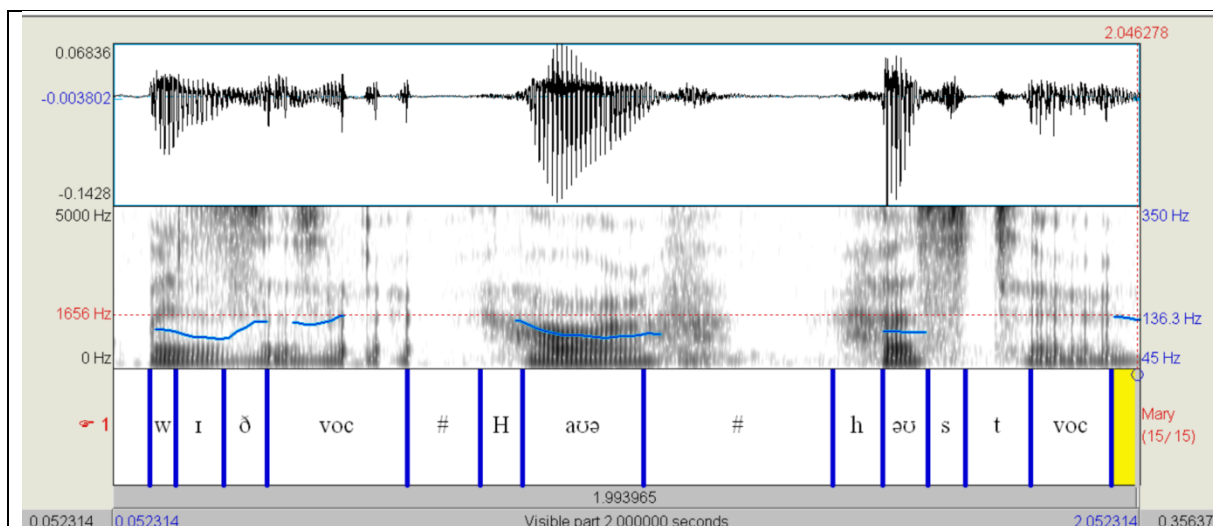 2.046278
0.06836
-0.003802
-0.1428
5000 Hz 350 Hz
1656 Hz 136.3 Hz
0 Hz 45 Hz
☞ 1 w ɪ ð voc # H aʊə # h əʊ s t voc Mary
(15/15)
1.993965
0.052314 0.052314 Visible part 2.000000 seconds 2.052314 0.35637